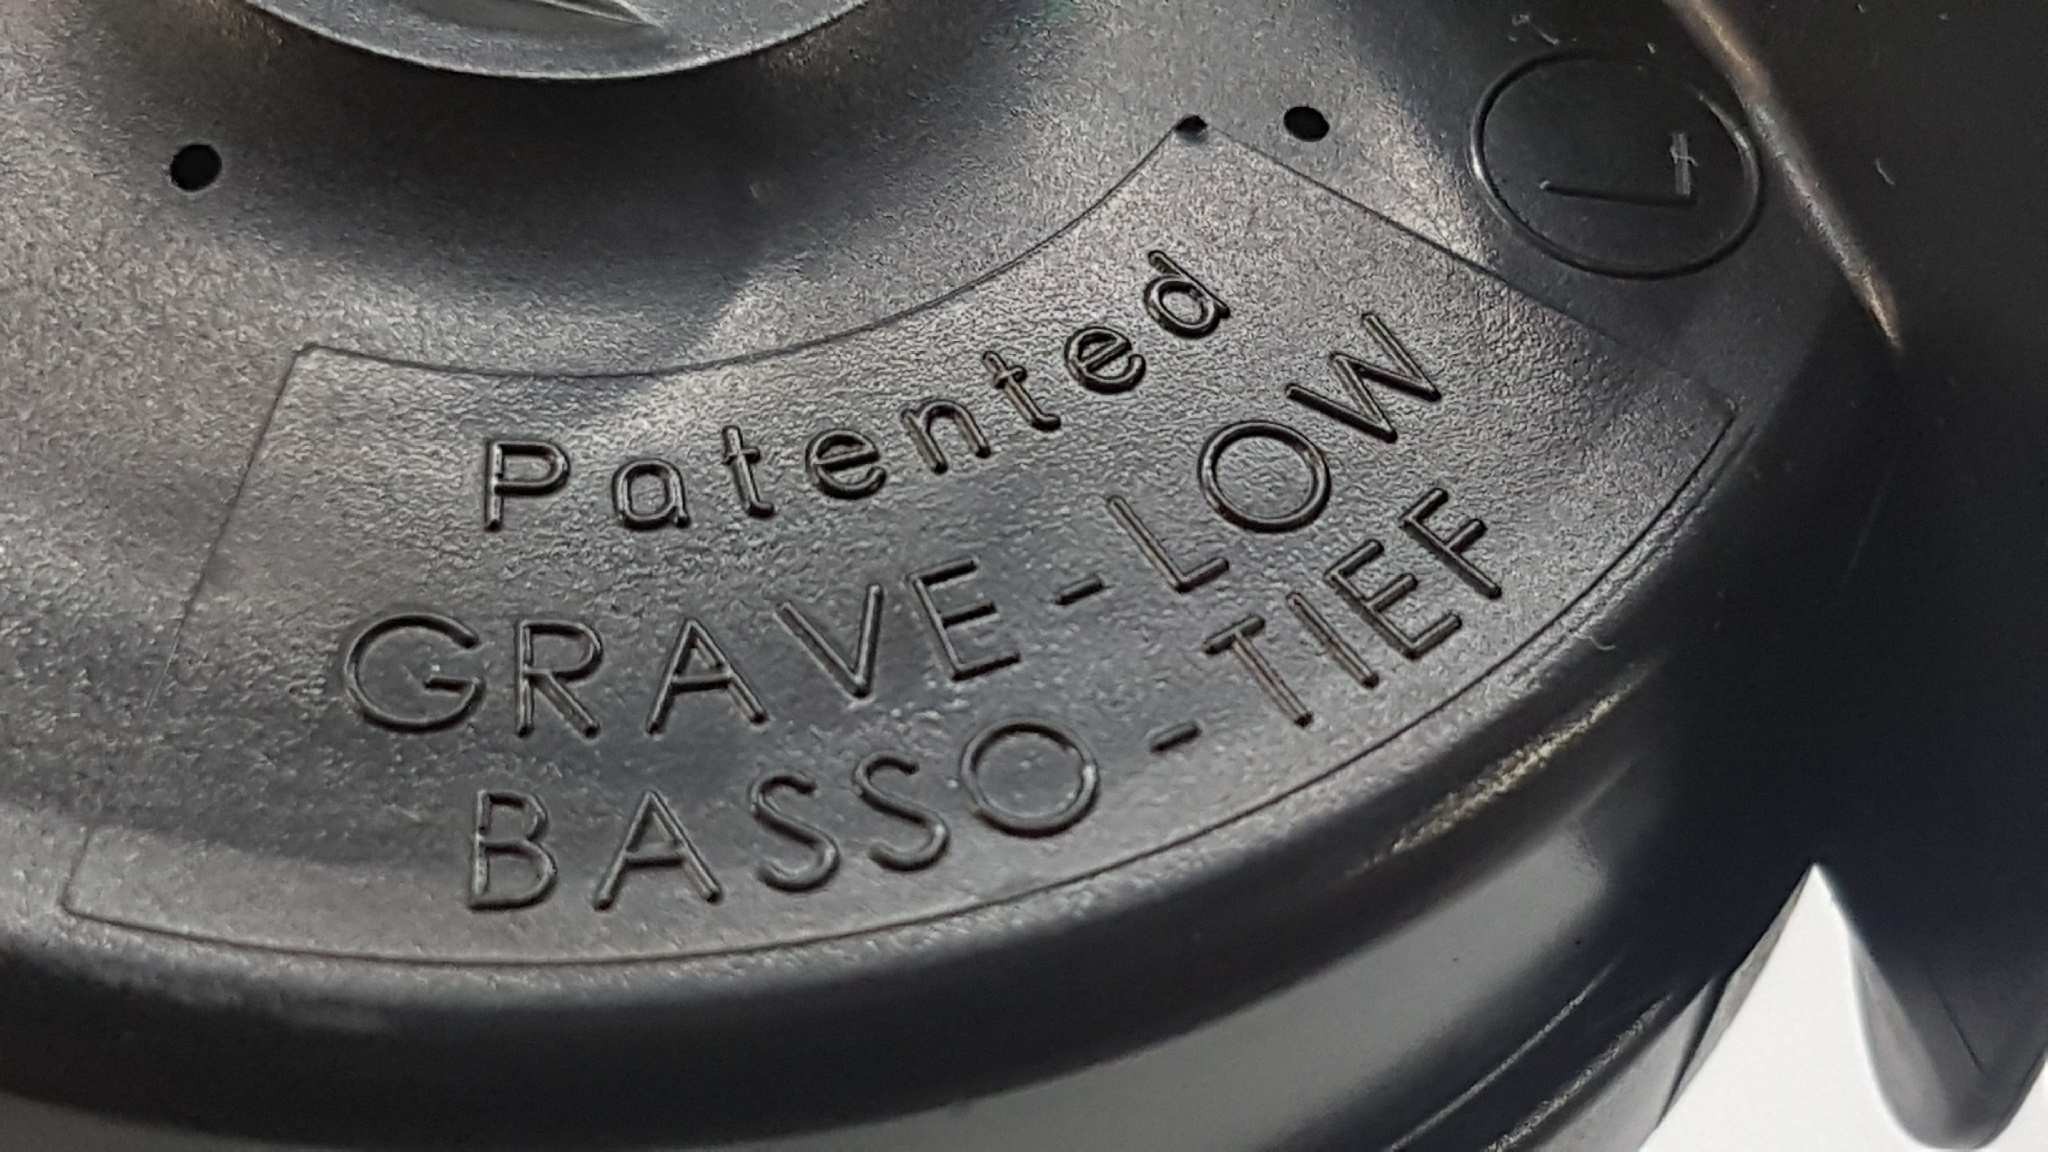 Patented
GRAVE - LOW
BASSO - TIEF